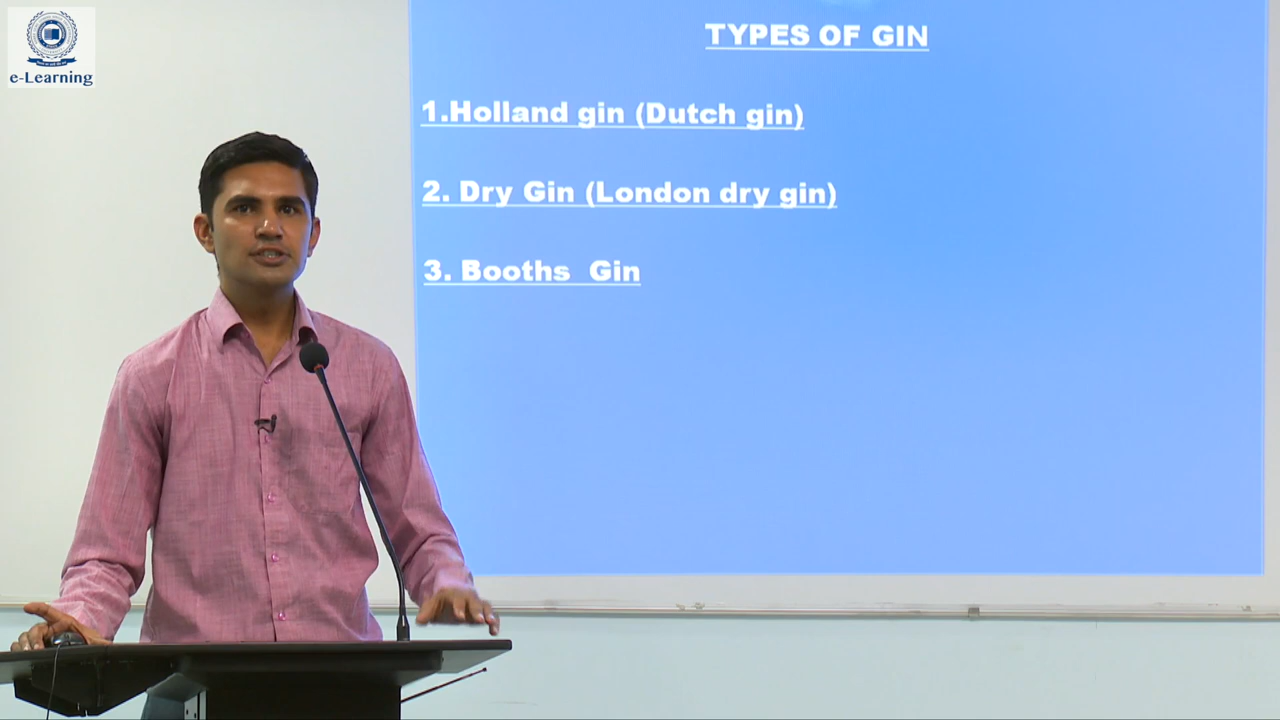 e-Learning
TYPES OF GIN
1.Holland gin (Dutch gin)
2. Dry Gin (London dry gin)
3. Booths  Gin